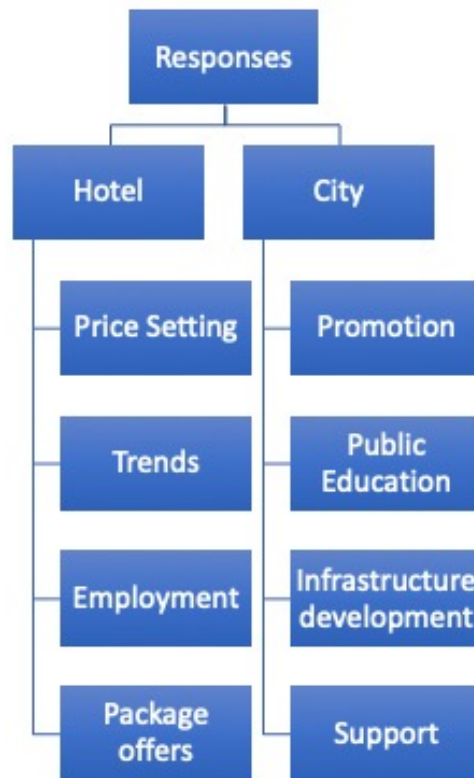 Responses
Hotel
City
Price Setting
Promotion
Trends
Public
Education
Employment
Infrastructure
development
Package
offers
Support